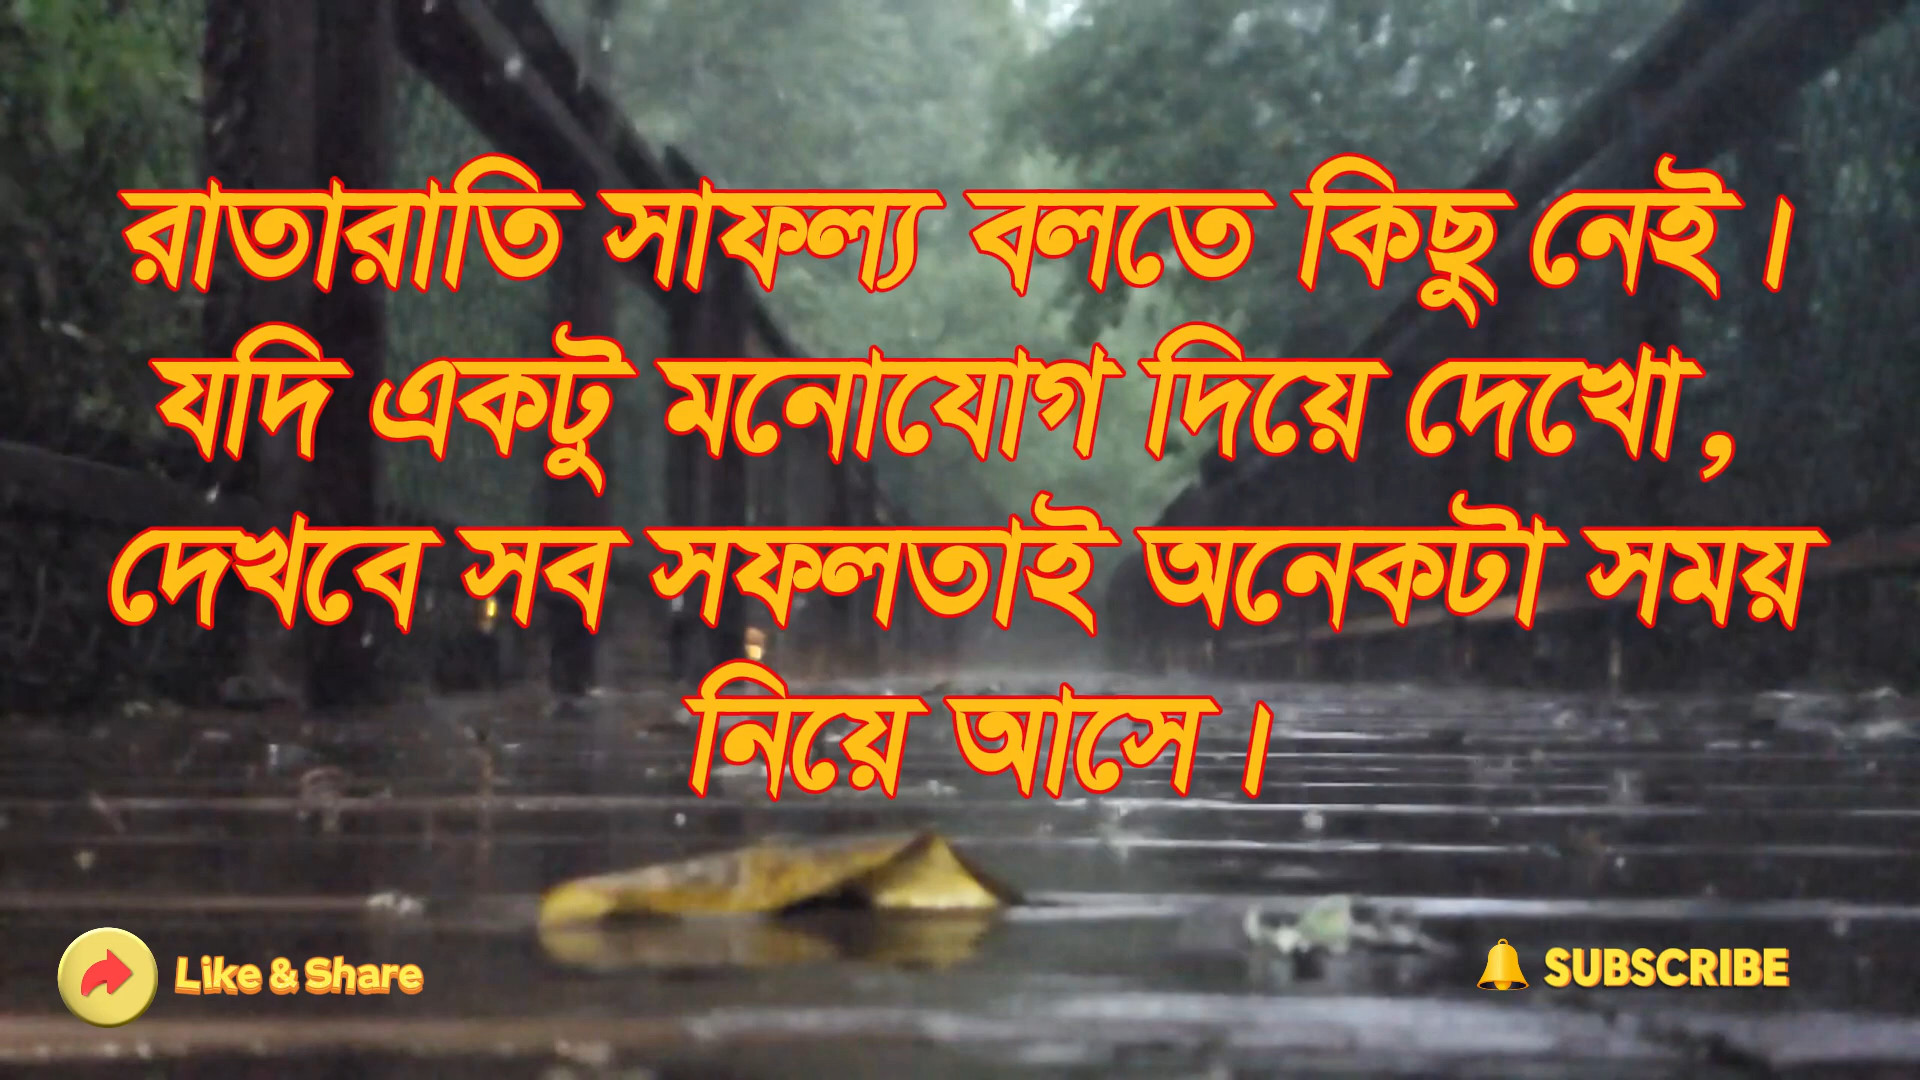 রাতারাতি সাফল্য বলতে কিছু নেই।
যদি একটু মনোযোগ দিয়ে দেখো,
দেখবে সব সফলতাই অনেকটা সময়
নিয়ে আসে।
Like & Share
SUBSCRIBE